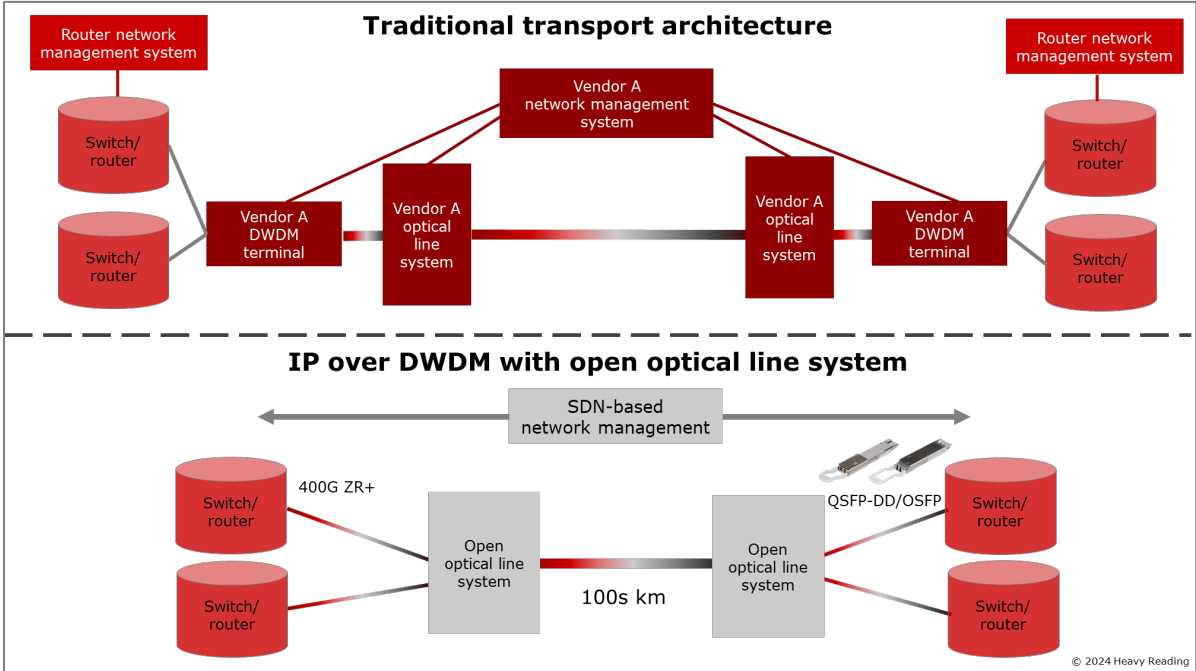 Traditional transport architecture
Router network
management system
Router network
management system
Vendor A
network management
system
Switch/
router
Switch/
router
Vendor A
DWDM
terminal
Vendor A
optical
line
system
Vendor A
optical
line
system
Vendor A
DWDM
terminal
Switch/
router
Switch/
router
IP over DWDM with open optical line system
SDN-based
network management
Switch/
router
400G ZR+
QSFP-DD/OSFP
Switch/
router
Open
optical line
system
100s km
Open
optical line
system
Switch/
router
Switch/
router
© 2024 Heavy Reading